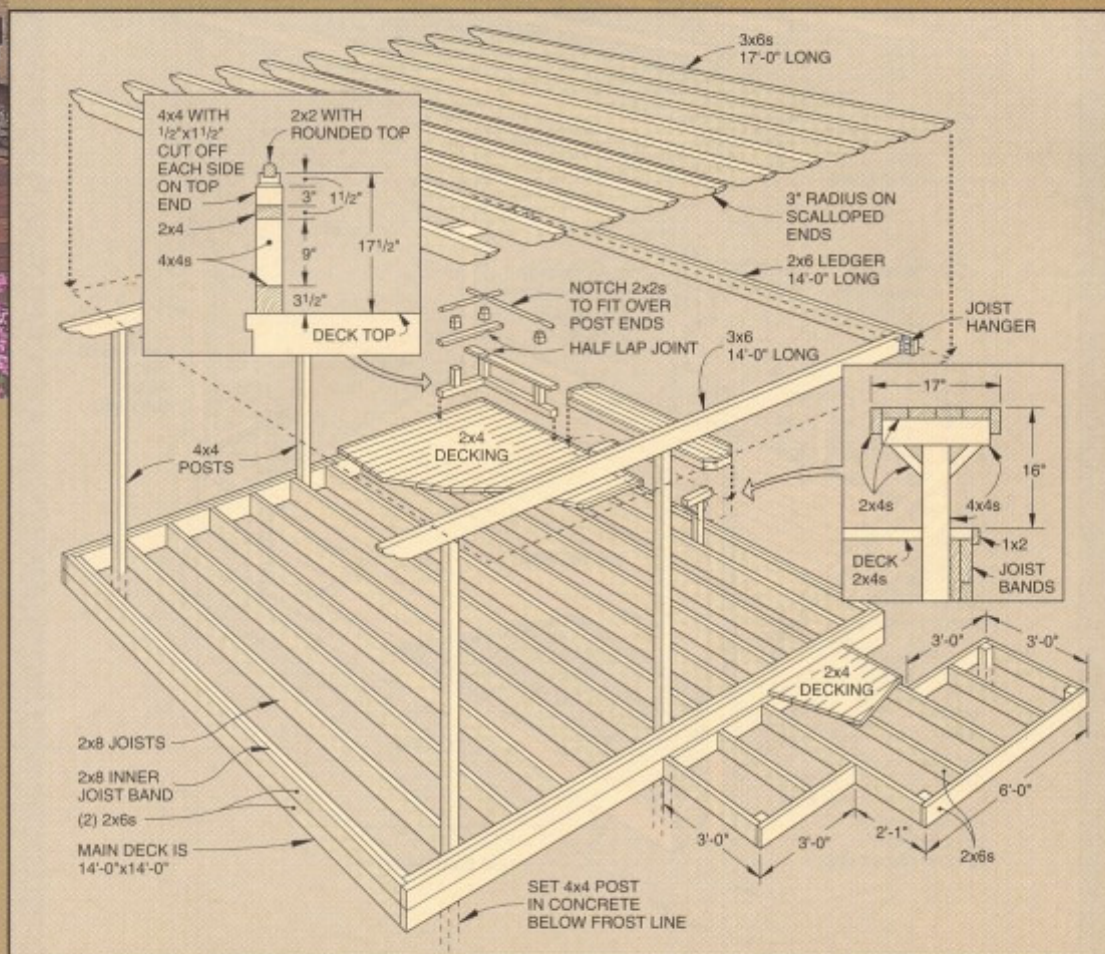 3x6s
17'-0" LONG
4x4 WITH
1/2"x11/2"
CUT OFF
EACH SIDE
ON TOP
END
2x2 WITH
ROUNDED TOP
3"
11/2"
2x4
17 1/2"
4x4s
9"
3 1/2"
DECK TOP
3" RADIUS ON
SCALLOPED
ENDS
2x6 LEDGER
14'-0" LONG
NOTCH 2x2s
TO FIT OVER
POST ENDS
JOIST
HANGER
HALF LAP JOINT
3x6
14'-0" LONG
17"
2x4
DECKING
4x4
POSTS
16"
2x4s
4x4s
1x2
DECK
2x4s
JOIST
BANDS
3'-0"
3'-0"
2x4
DECKING
2x8 JOISTS
2x8 INNER
JOIST BAND
(2) 2x6s
6'-0"
MAIN DECK IS
14'-0"x14'-0"
3'-0"
3'-0"
2'-1"
2x6s
SET 4x4 POST
IN CONCRETE
BELOW FROST LINE